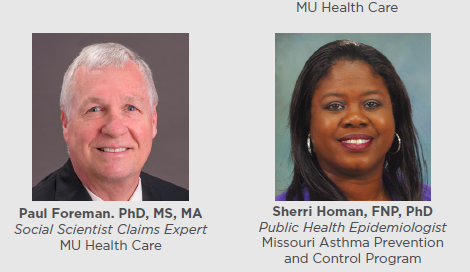 MU Health Care
Paul Foreman. PhD, MS, MA
Social Scientist Claims Expert
MU Health Care
Sherri Homan, FNP, PhD
Public Health Epidemiologist
Missouri Asthma Prevention
and Control Program